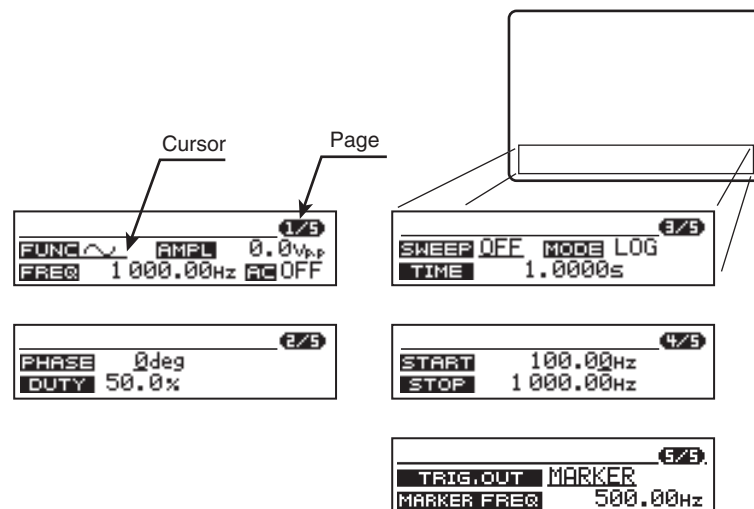 Cursor
Page
1/5
FUNC AMPL 0.0Vp.p
FREQ 1 000.00Hz AC OFF
2/5
PHASE 0deg
DUTY 50.0%
3/5
SWEEP OFF MODE LOG
TIME 1.0000s
4/5
START 100.00Hz
STOP 1 000.00Hz
5/5
TRIG.OUT MARKER
MARKER FREQ 500.00Hz